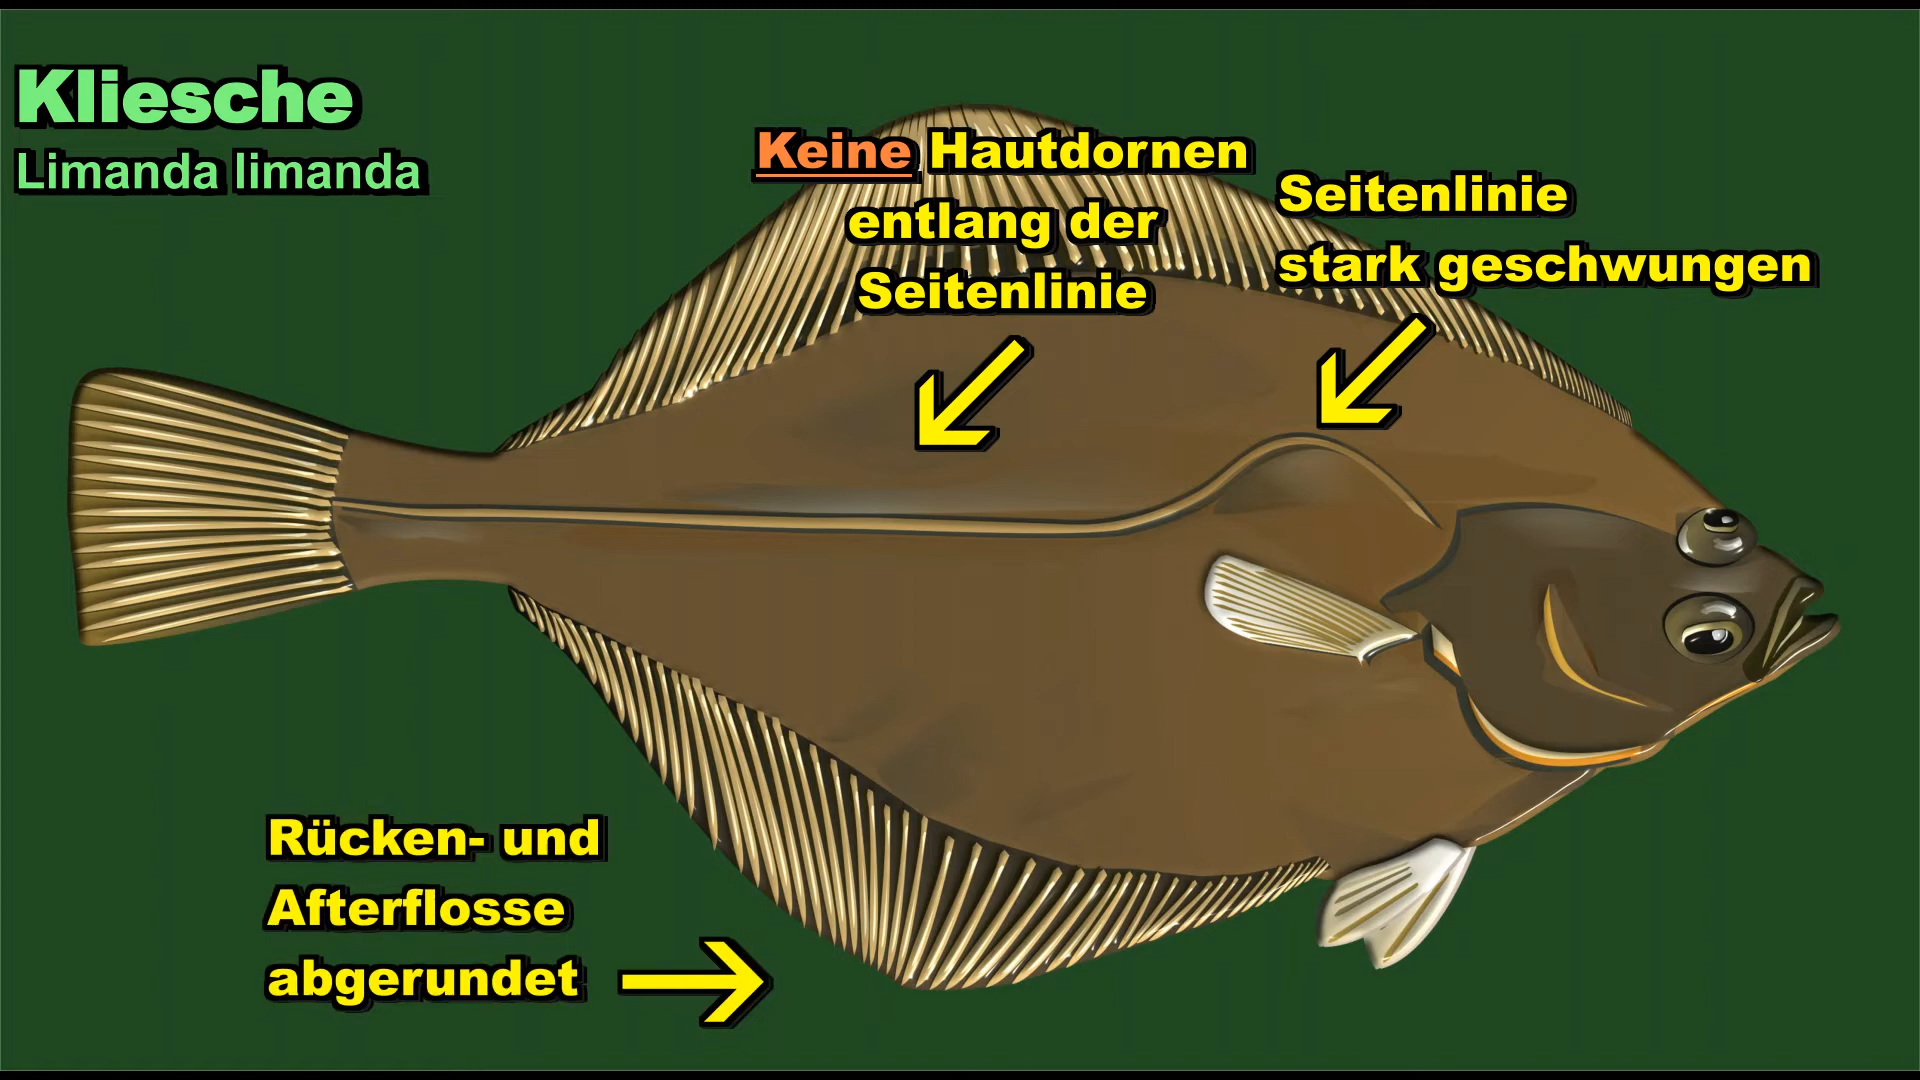 Kliesche
Limanda limanda
Keine Hautdornen
entlang der
Seitenlinie
Seitenlinie
stark geschwungen
Rücken- und
Afterflosse
abgerundet